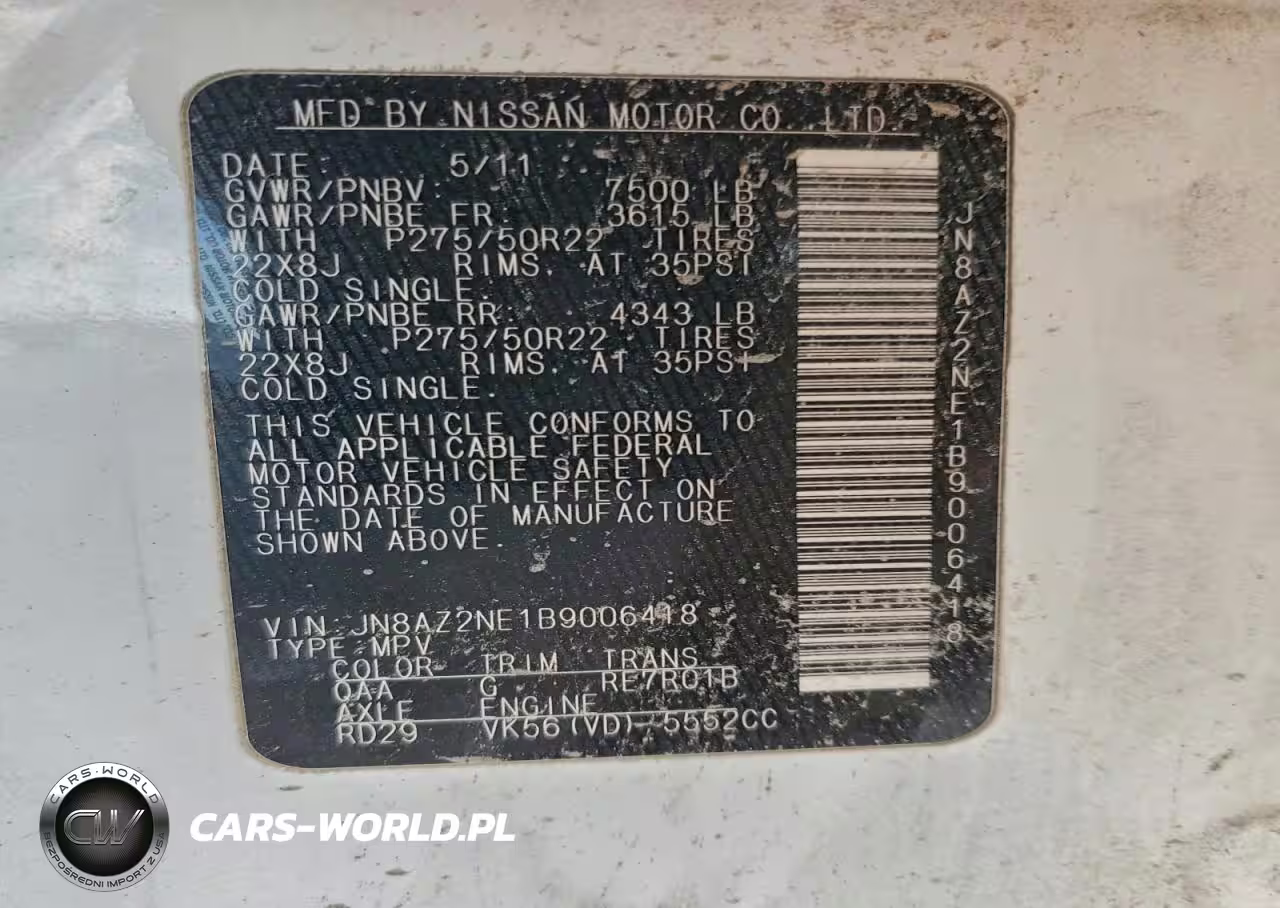 MFD BY NISSAN MOTOR CO., LTD.
DATE: 5/11
GVWR/PNBV: 7500 LB
GAWR/PNBE FR: 3615 LB
WITH P275/50R22 TIRES
22X8J RIMS, AT 35PSI
COLD SINGLE.
GAWR/PNBE RR: 4343 LB
WITH P275/50R22 TIRES
22X8J RIMS, AT 35PSI
COLD SINGLE.
THIS VEHICLE CONFORMS TO
ALL APPLICABLE FEDERAL
MOTOR VEHICLE SAFETY
STANDARDS IN EFFECT ON
THE DATE OF MANUFACTURE
SHOWN ABOVE.
VIN JN8AZ2NE1B9006418
TYPE MPV
COLOR TRIM TRANS
QAA G RE7R01B
AXLE ENGINE
RD29 VK56(VD)-5552CC
JN8AZ2NE1B9006418
CARS-WORLD
CW
BEZPOŚREDNI IMPORT Z USA
CARS-WORLD.PL